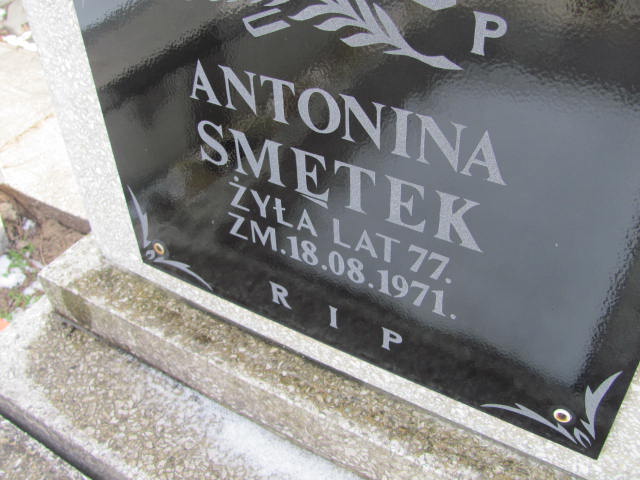 P
ANTONINA
SMĘTEK
ŻYŁA LAT 77.
ZM.18.08.1971.
R I P